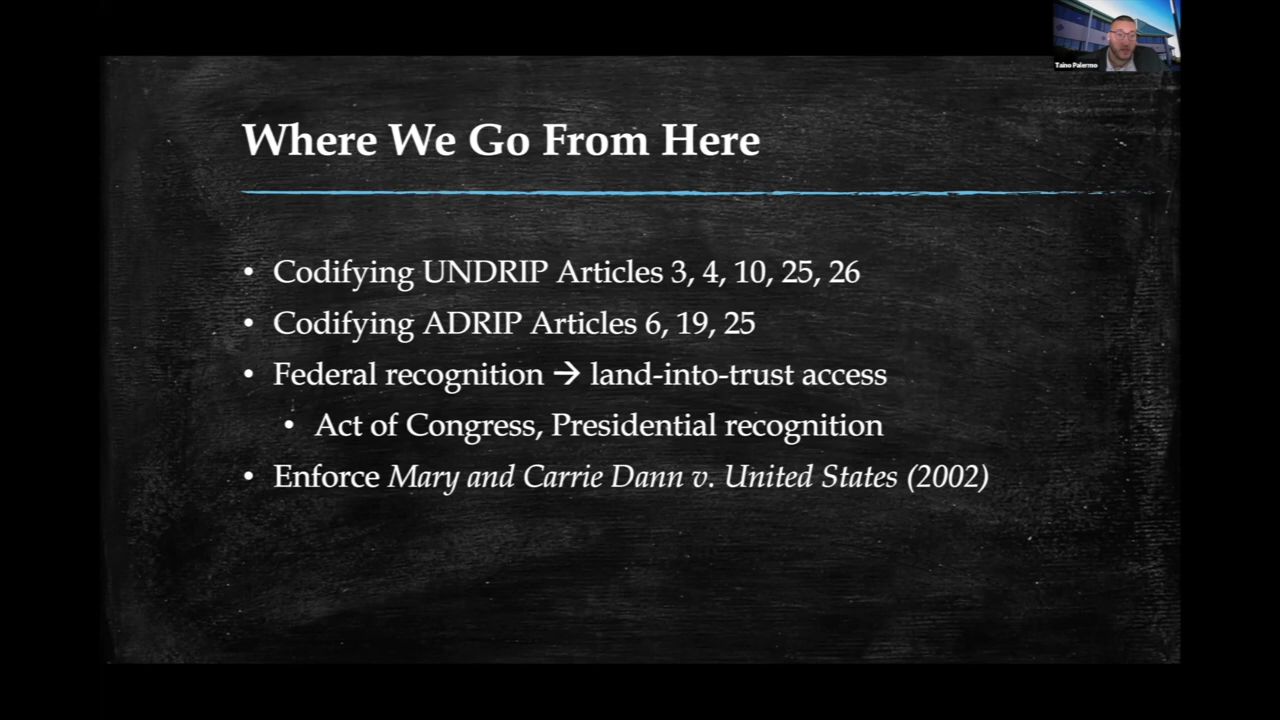 Taino Palermo
Where We Go From Here
• Codifying UNDRIP Articles 3, 4, 10, 25, 26
• Codifying ADRIP Articles 6, 19, 25
• Federal recognition → land-into-trust access
• Act of Congress, Presidential recognition
• Enforce Mary and Carrie Dann v. United States (2002)